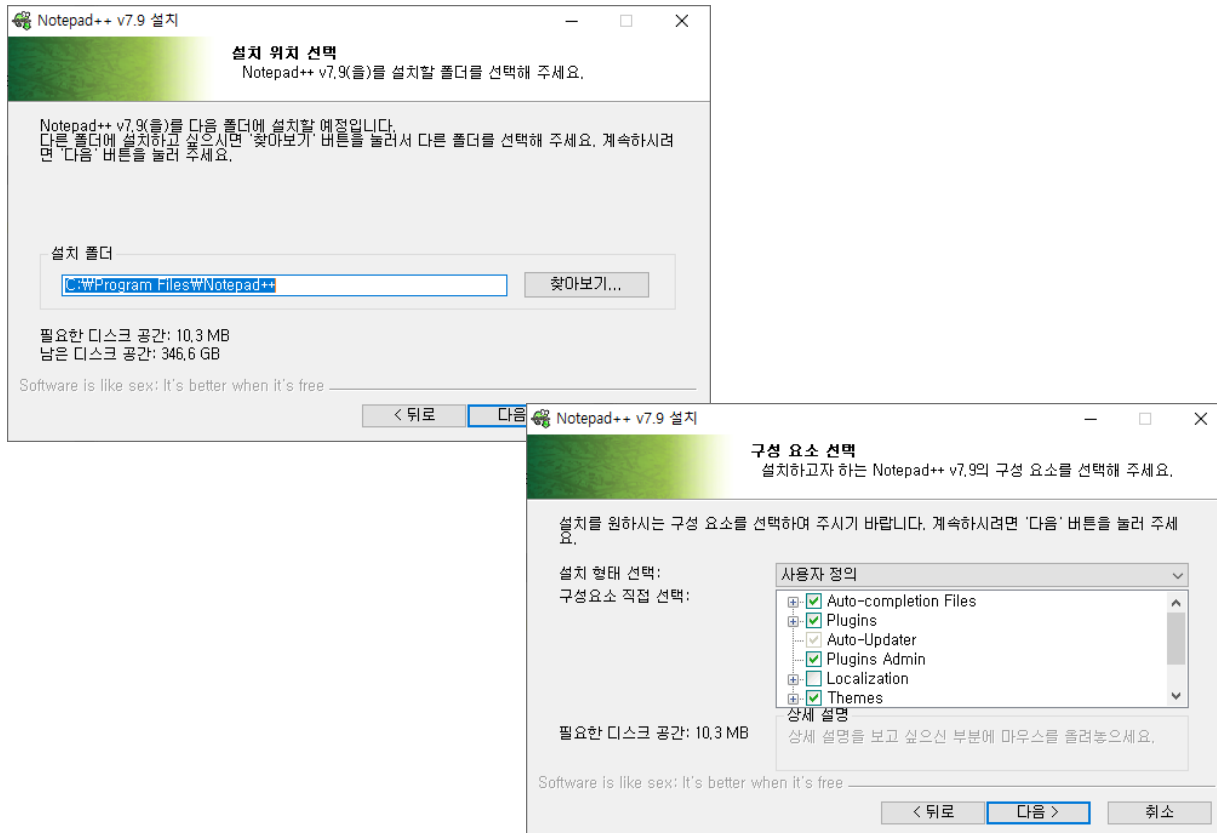 Notepad++ v7.9 설치
설치 위치 선택
Notepad++ v7.9(을)를 설치할 폴더를 선택해 주세요.
Notepad++ v7.9(을)를 다음 폴더에 설치할 예정입니다.
다른 폴더에 설치하고 싶으시면 '찾아보기' 버튼을 눌러서 다른 폴더를 선택해 주세요. 계속하시려
면 '다음' 버튼을 눌러 주세요.
설치 폴더
C:₩Program Files₩Notepad++
찾아보기...
필요한 디스크 공간: 10.3 MB
남은 디스크 공간: 346.6 GB
Software is like sex: It's better when it's free
< 뒤로
다음
Notepad++ v7.9 설치
구성 요소 선택
설치하고자 하는 Notepad++ v7.9의 구성 요소를 선택해 주세요.
설치를 원하시는 구성 요소를 선택하여 주시기 바랍니다. 계속하시려면 '다음' 버튼을 눌러 주세
요.
설치 형태 선택:
사용자 정의
구성요소 직접 선택:
Auto-completion Files
Plugins
Auto-Updater
Plugins Admin
Localization
Themes
상세 설명
필요한 디스크 공간: 10.3 MB
상세 설명을 보고 싶으신 부분에 마우스를 올려놓으세요.
Software is like sex: It's better when it's free
< 뒤로
다음 >
취소